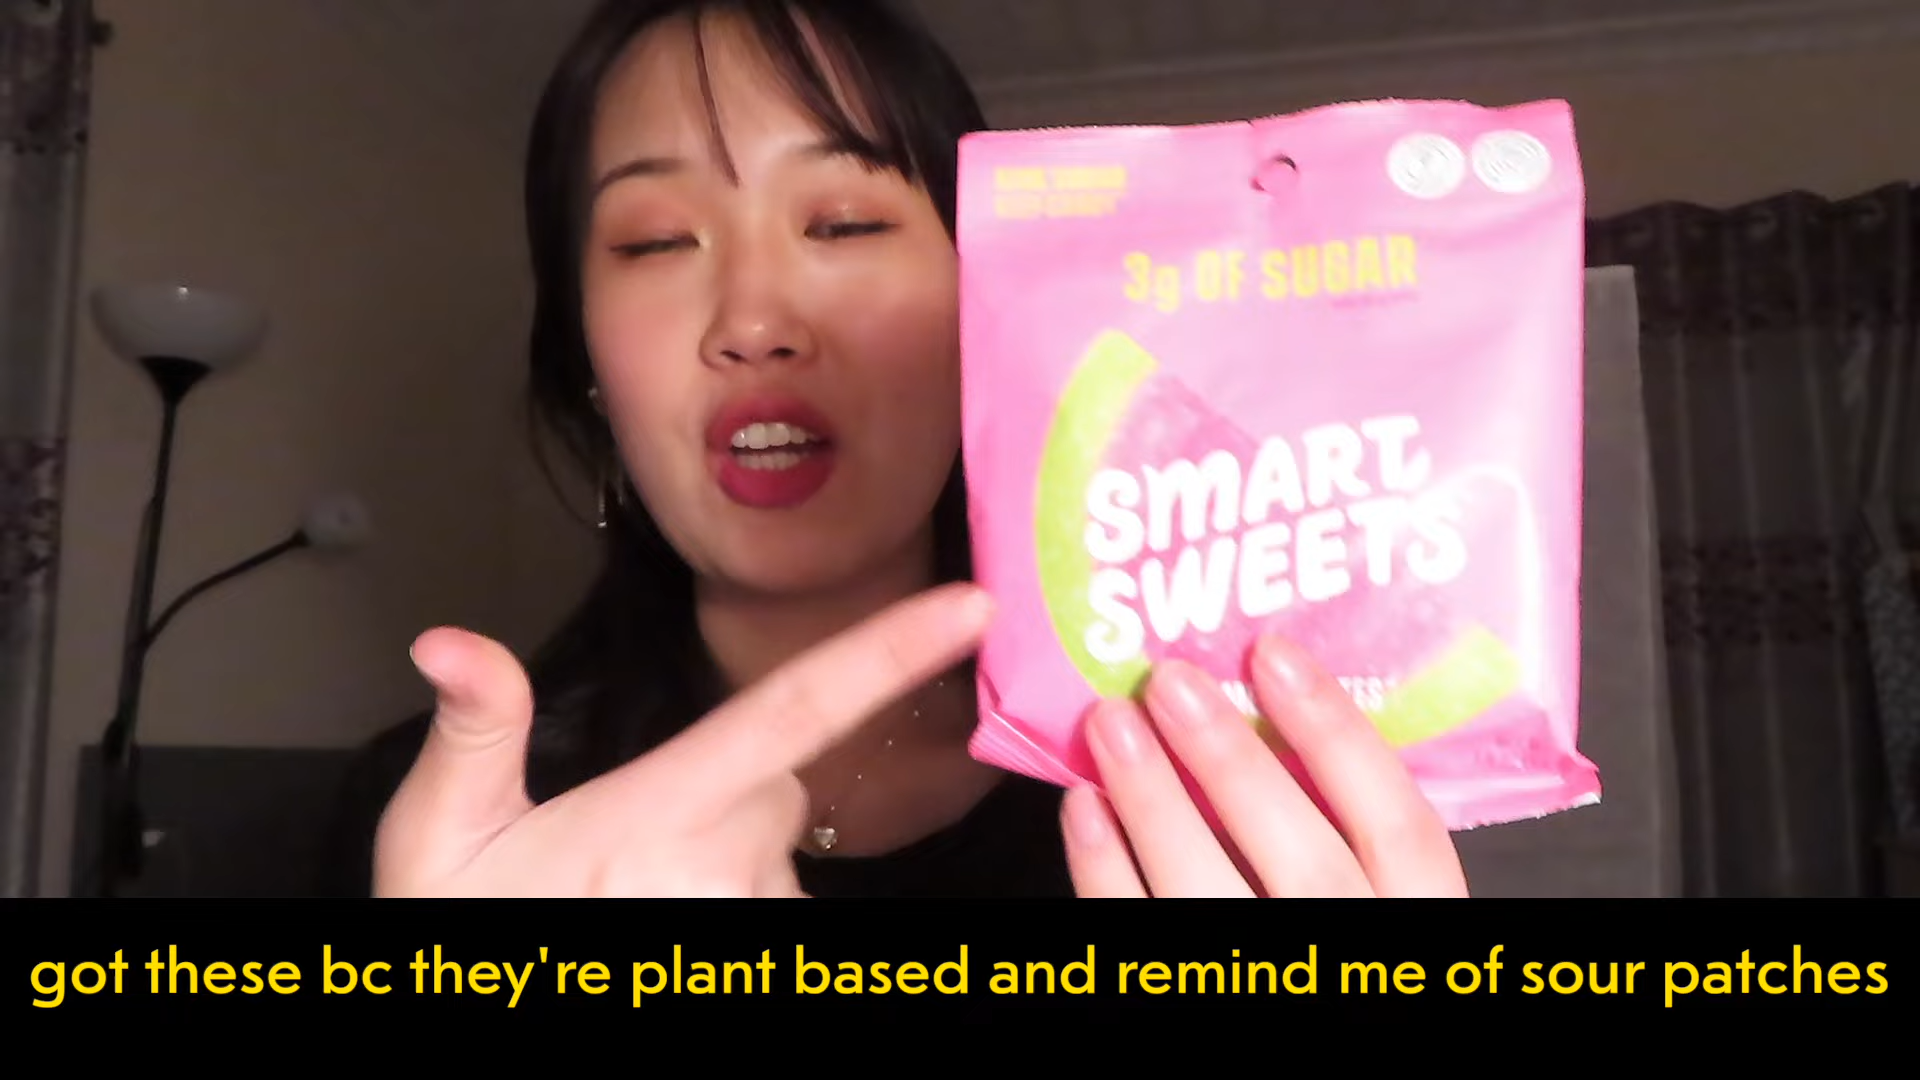 3g OF SUGAR
SMART
SWEETS
got these bc they're plant based and remind me of sour patches